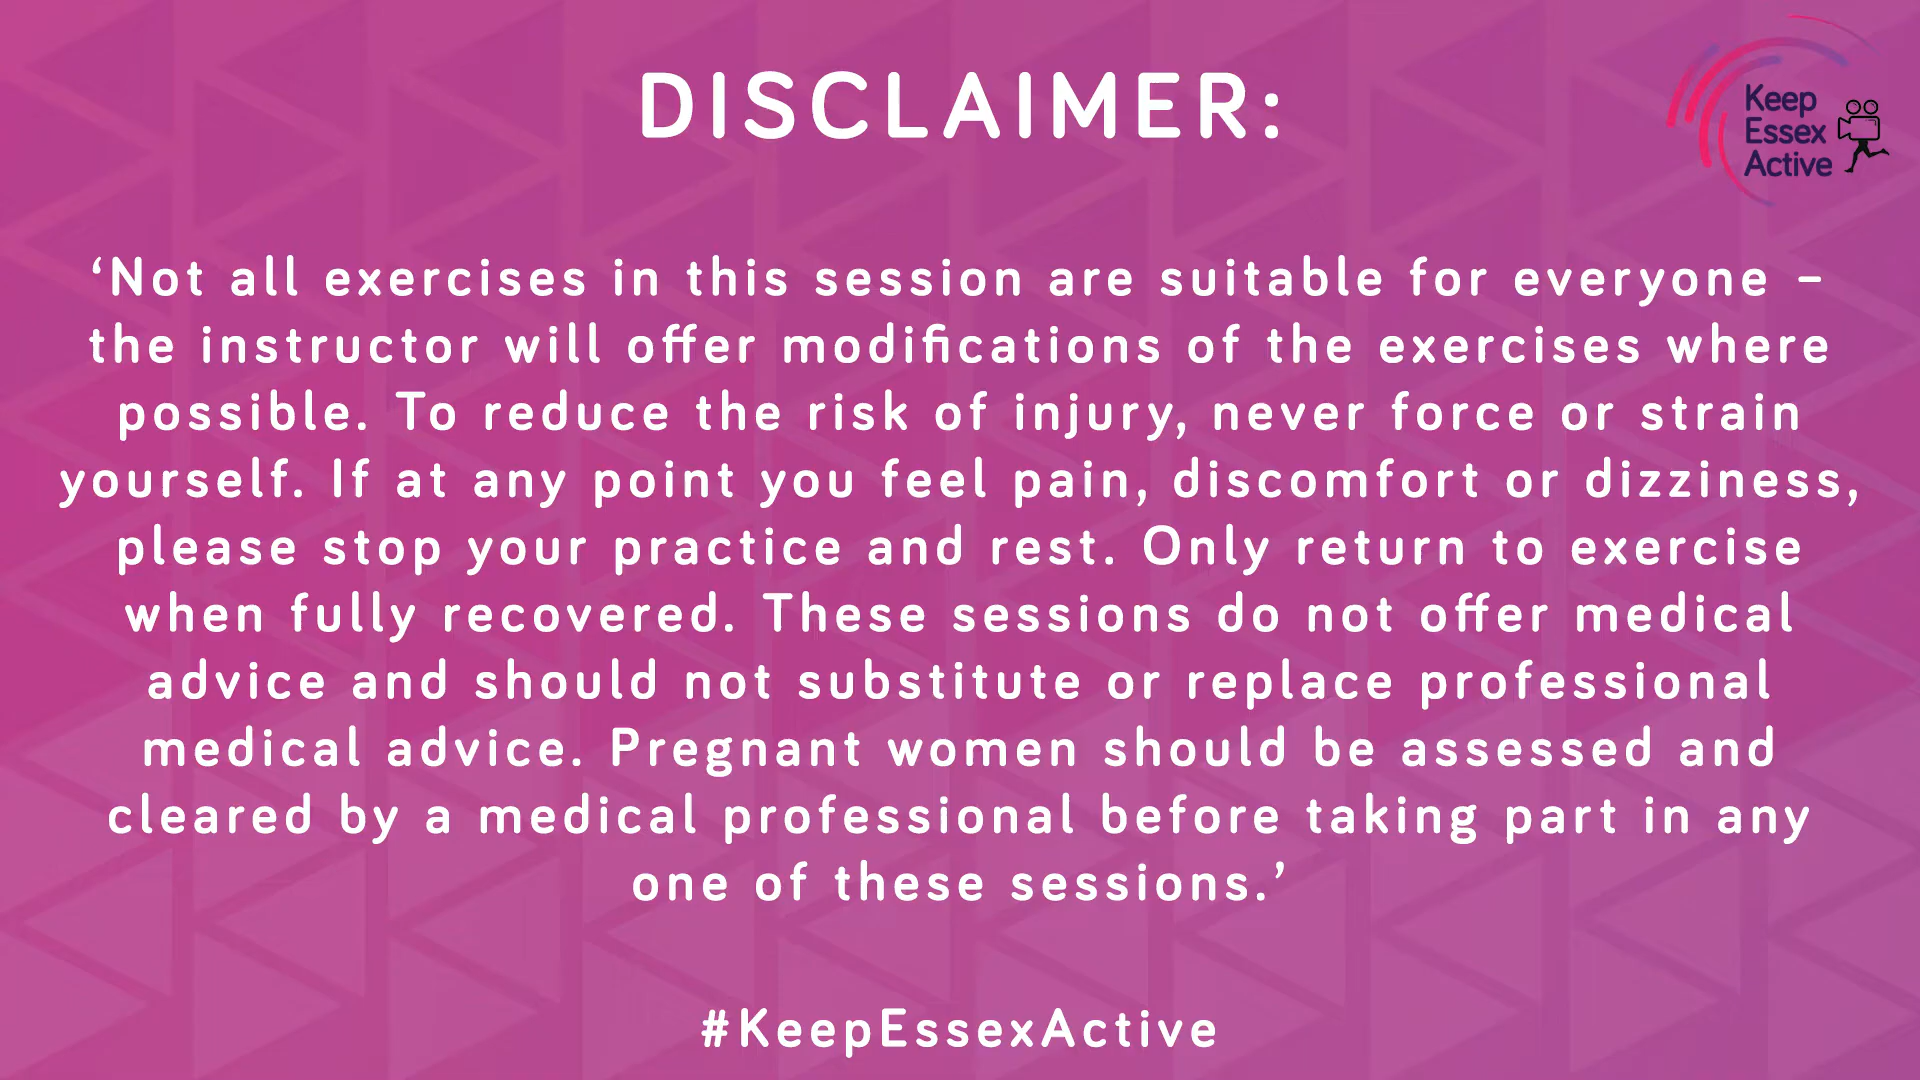 DISCLAIMER:
Keep
Essex
Active
‘Not all exercises in this session are suitable for everyone –
the instructor will offer modifications of the exercises where
possible. To reduce the risk of injury, never force or strain
yourself. If at any point you feel pain, discomfort or dizziness,
please stop your practice and rest. Only return to exercise
when fully recovered. These sessions do not offer medical
advice and should not substitute or replace professional
medical advice. Pregnant women should be assessed and
cleared by a medical professional before taking part in any
one of these sessions.’
#KeepEssexActive